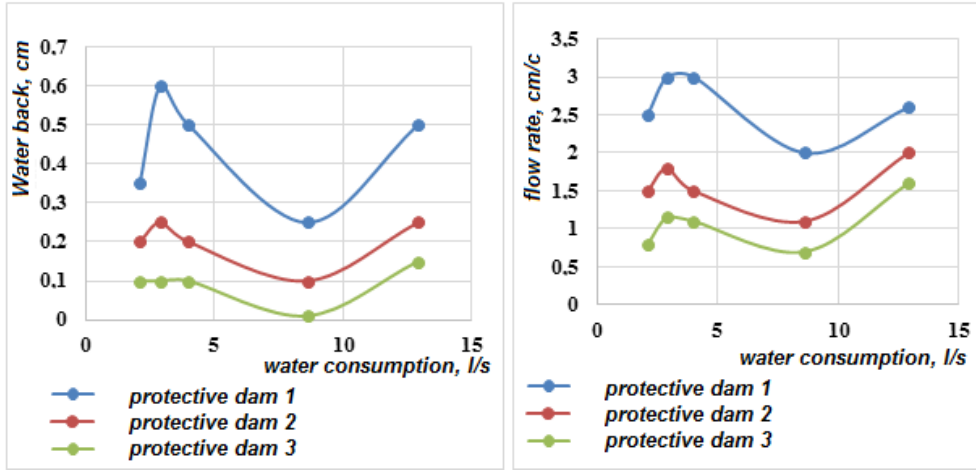 Water back, cm
0.7
0.6
0.5
0.4
0.3
0.2
0.1
0
0
5
10
15
water consumption, l/s
protective dam 1
protective dam 2
protective dam 3
flow rate, cm/c
3.5
3
2.5
2
1.5
1
0.5
0
0
5
10
15
water consumption, l/s
protective dam 1
protective dam 2
protective dam 3